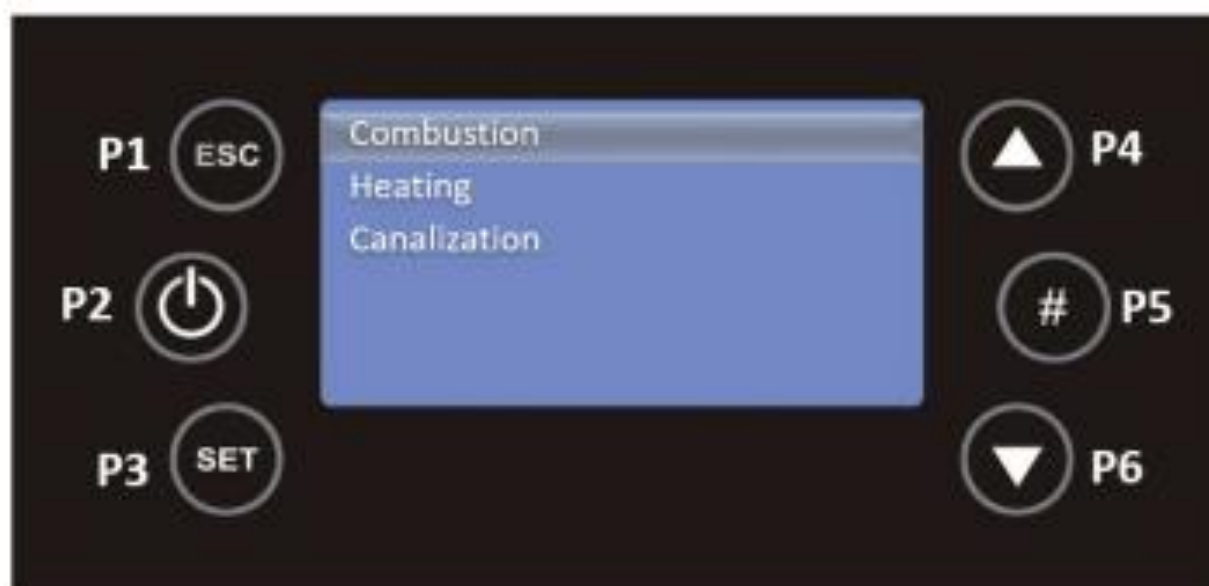 P1 ESC
P2
P3 SET
Combustion
Heating
Canalization
P4
# P5
P6